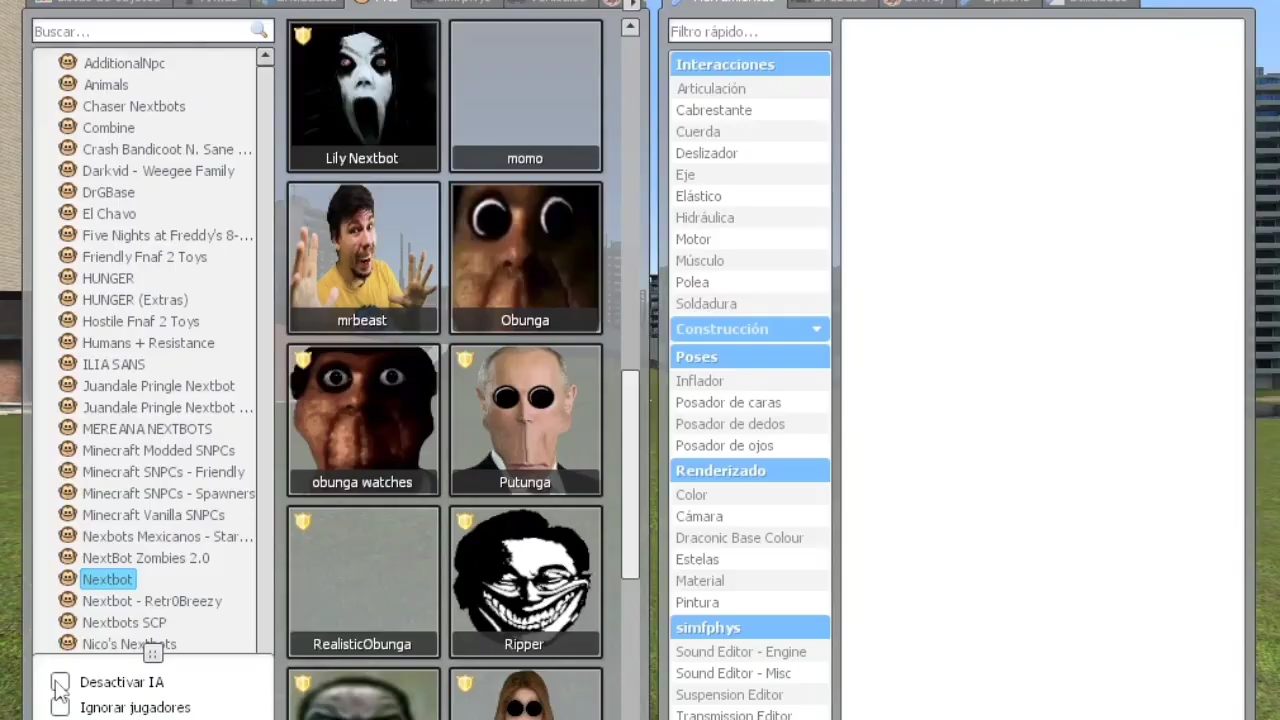 Buscar...
AdditionalNpc
Animals
Chaser Nextbots
Combine
Crash Bandicoot N. Sane ...
Darkvid - Weegee Family
DrGBase
El Chavo
Five Nights at Freddy's 8-...
Friendly Fnaf 2 Toys
HUNGER
HUNGER (Extras)
Hostile Fnaf 2 Toys
Humans + Resistance
ILIA SANS
Juandale Pringle Nextbot
Juandale Pringle Nextbot ...
MEREANA NEXTBOTS
Minecraft Modded SNPCs
Minecraft SNPCs - Friendly
Minecraft SNPCs - Spawners
Minecraft Vanilla SNPCs
Nexbots Mexicanos - Star...
NextBot Zombies 2.0
Nextbot
Nextbot - Retr0Breezy
Nextbots SCP
Nico's Nextbots
Desactivar IA
Ignorar jugadores
Lily Nextbot
momo
mrbeast
Obunga
obunga watches
Putunga
RealisticObunga
Ripper
Filtro rápido...
Interacciones
Articulación
Cabrestante
Cuerda
Deslizador
Eje
Elástico
Hidráulica
Motor
Músculo
Polea
Soldadura
Construcción
Poses
Inflador
Posador de caras
Posador de dedos
Posador de ojos
Renderizado
Color
Cámara
Draconic Base Colour
Estelas
Material
Pintura
simfphys
Sound Editor - Engine
Sound Editor - Misc
Suspension Editor
Transmission Editor